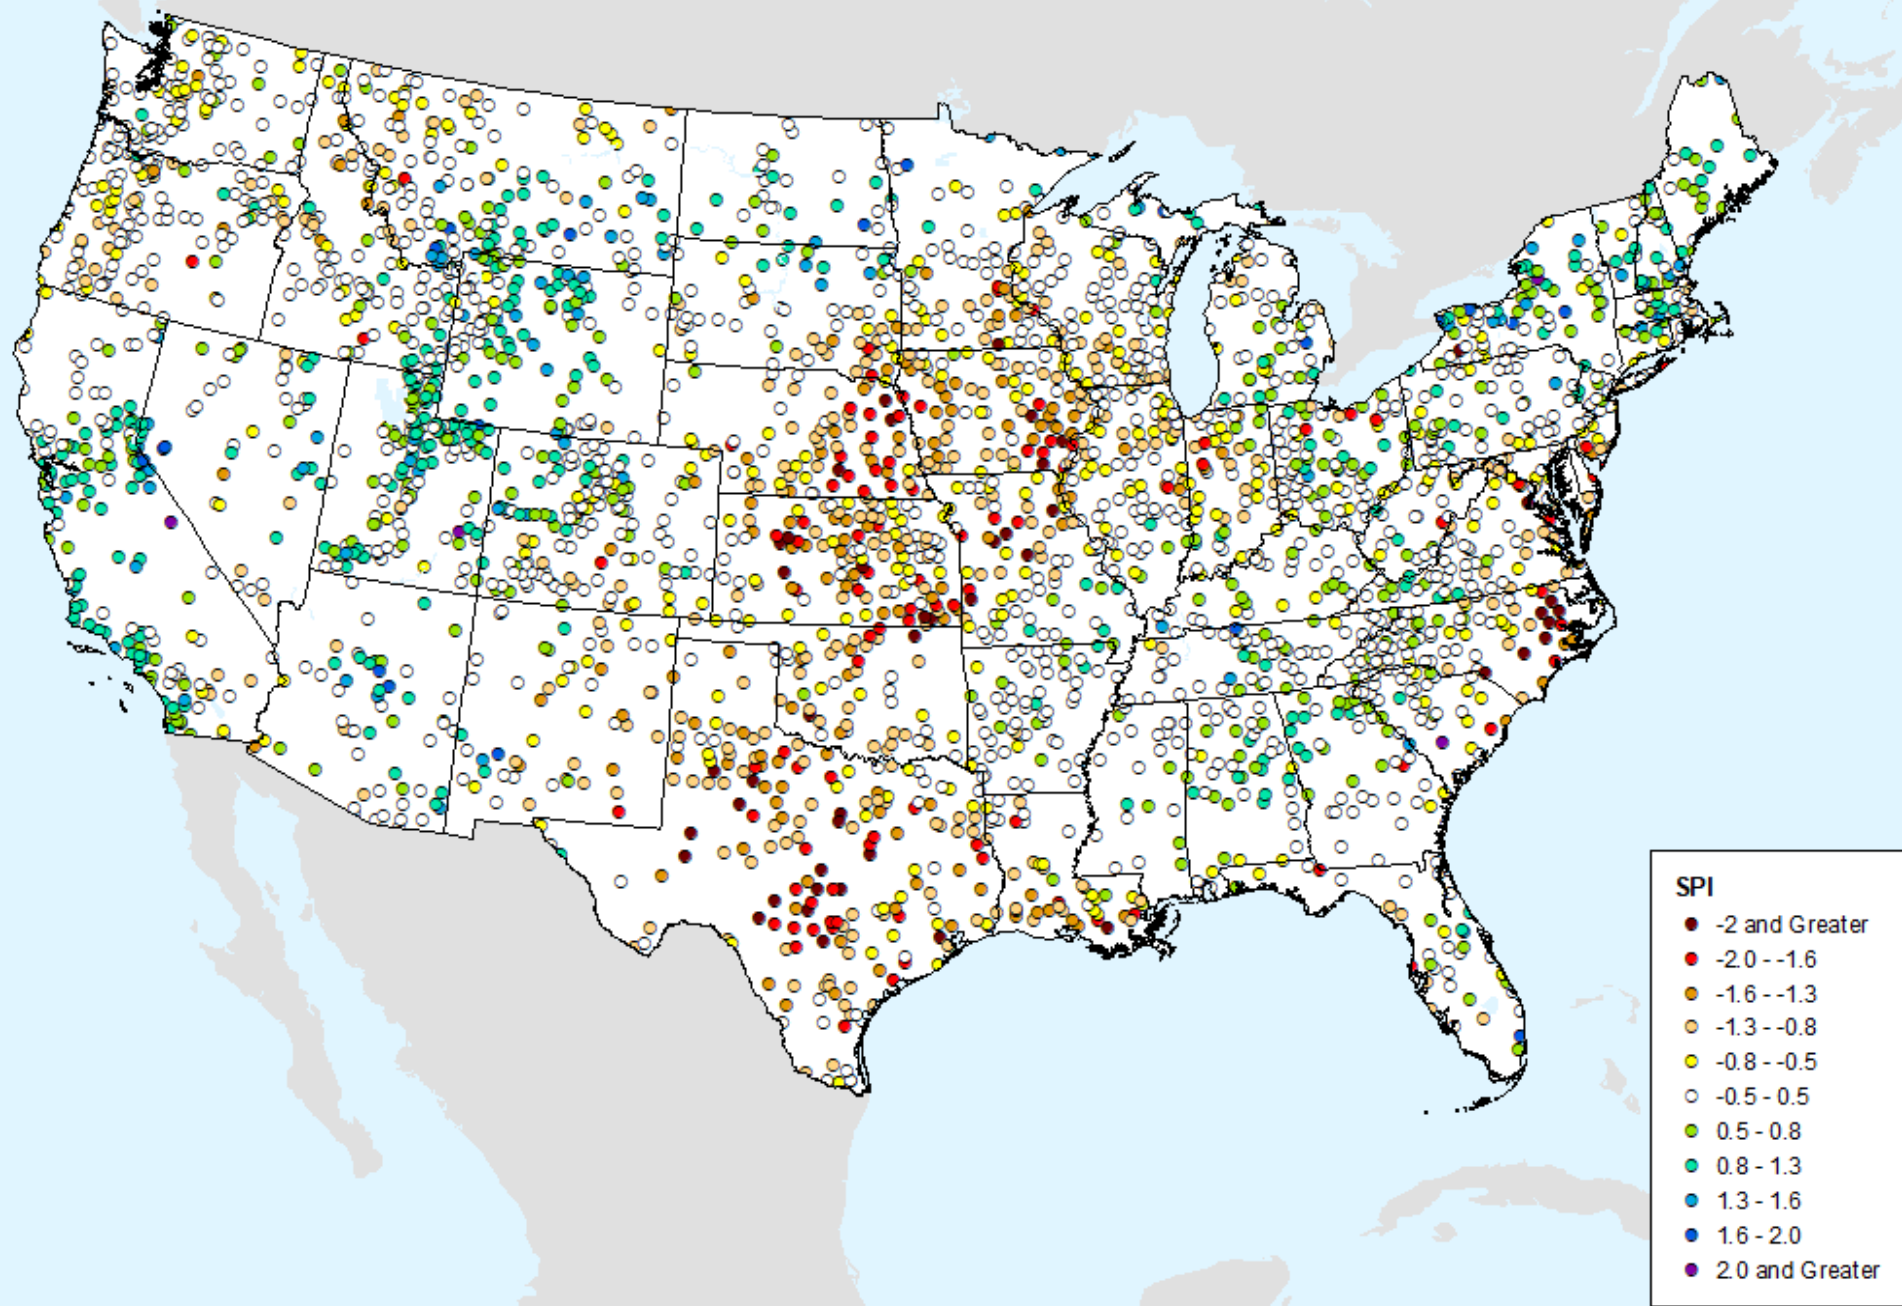 SPI
-2 and Greater
-2.0 - -1.6
-1.6 - -1.3
-1.3 - -0.8
-0.8 - -0.5
-0.5 - 0.5
0.5 - 0.8
0.8 - 1.3
1.3 - 1.6
1.6 - 2.0
2.0 and Greater